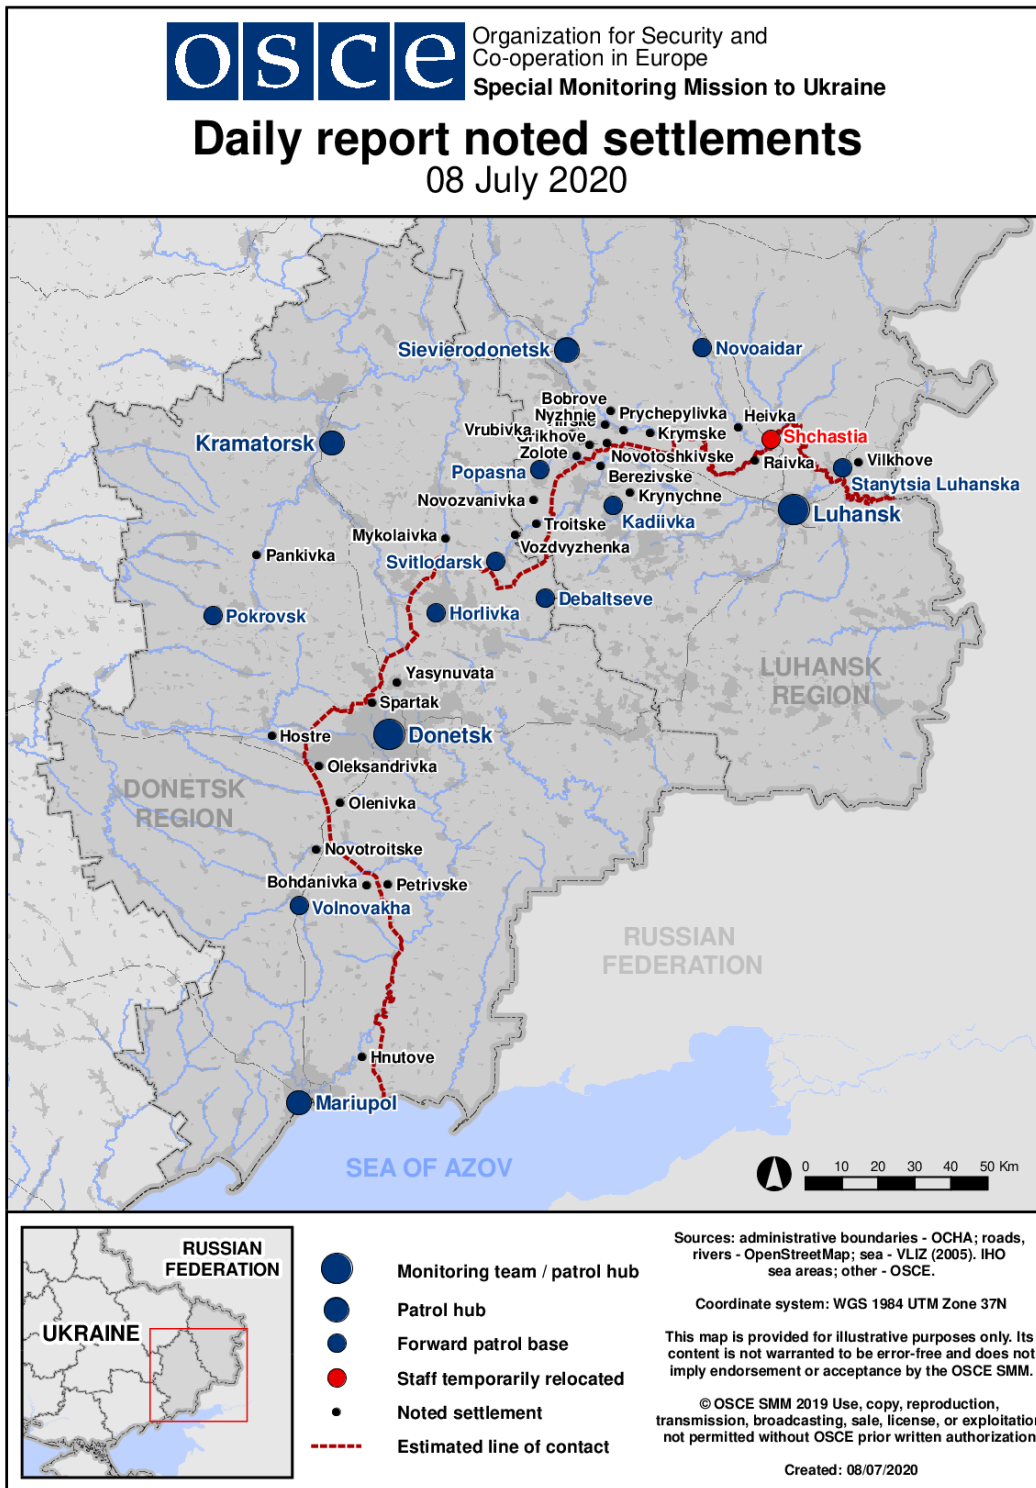 osce
Organization for Security and
Co-operation in Europe
Special Monitoring Mission to Ukraine
Daily report noted settlements
08 July 2020
Sievierodonetsk
Novoaidar
Bobrove
Nyzhnie
Prychepylivka
Heivka
Vrubivka
Krymske
Shchastia
Kramatorsk
Orikhove
Zolote
Novotoshkivske
Raivka
Vilkhove
Popasna
Berezivske
Stanytsia Luhanska
Novozvanivka
Krynychne
Kadiivka
Luhansk
Troitske
Mykolaivka
Vozdvyzhenka
Pankivka
Svitlodarsk
Debaltseve
Pokrovsk
Horlivka
LUHANSK
REGION
Yasynuvata
Spartak
Hostre
Donetsk
Oleksandrivka
DONETSK
REGION
Olenivka
Novotroitske
Bohdanivka
Petrivske
Volnovakha
RUSSIAN
FEDERATION
Hnutove
Mariupol
SEA OF AZOV
0 10 20 30 40 50 Km
RUSSIAN
FEDERATION
UKRAINE
Monitoring team / patrol hub
Patrol hub
Forward patrol base
Staff temporarily relocated
Noted settlement
Estimated line of contact
Sources: administrative boundaries - OCHA; roads,
rivers - OpenStreetMap; sea - VLIZ (2005). IHO
sea areas; other - OSCE.
Coordinate system: WGS 1984 UTM Zone 37N
This map is provided for illustrative purposes only. Its
content is not warranted to be error-free and does not
imply endorsement or acceptance by the OSCE SMM.
© OSCE SMM 2019 Use, copy, reproduction,
transmission, broadcasting, sale, license, or exploitation
not permitted without OSCE prior written authorization
Created: 08/07/2020